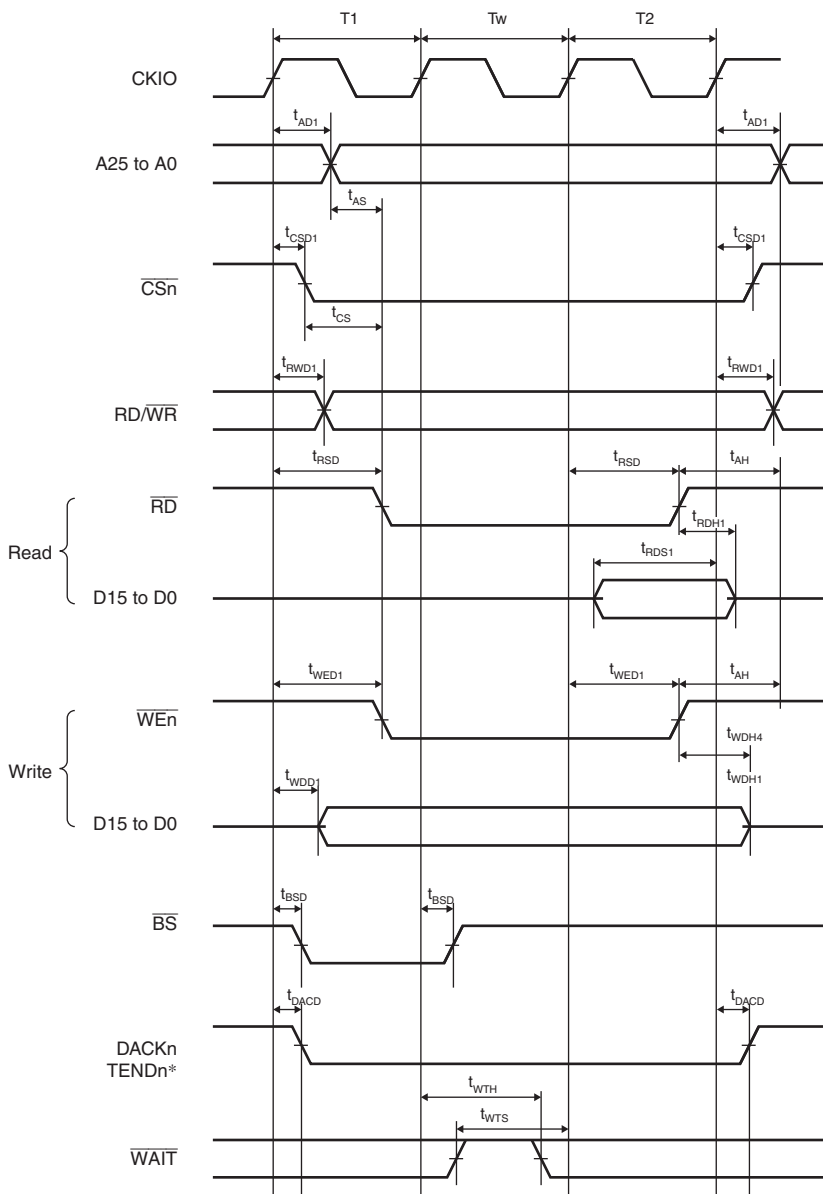 T1 Tw T2
CKIO
tAD1 tAD1
A25 to A0
tAS
tCSD1 tCSD1
CSn
tCS
tRWD1 tRWD1
RD/WR
tRSD tRSD tAH
RD
tRDH1
Read
tRDS1
D15 to D0
tWED1 tWED1 tAH
WEn
tWDH4
Write
tWDD1 tWDH1
D15 to D0
tBSD tBSD
BS
tDACD tDACD
DACKn
TENDn*
tWTH
tWTS
WAIT